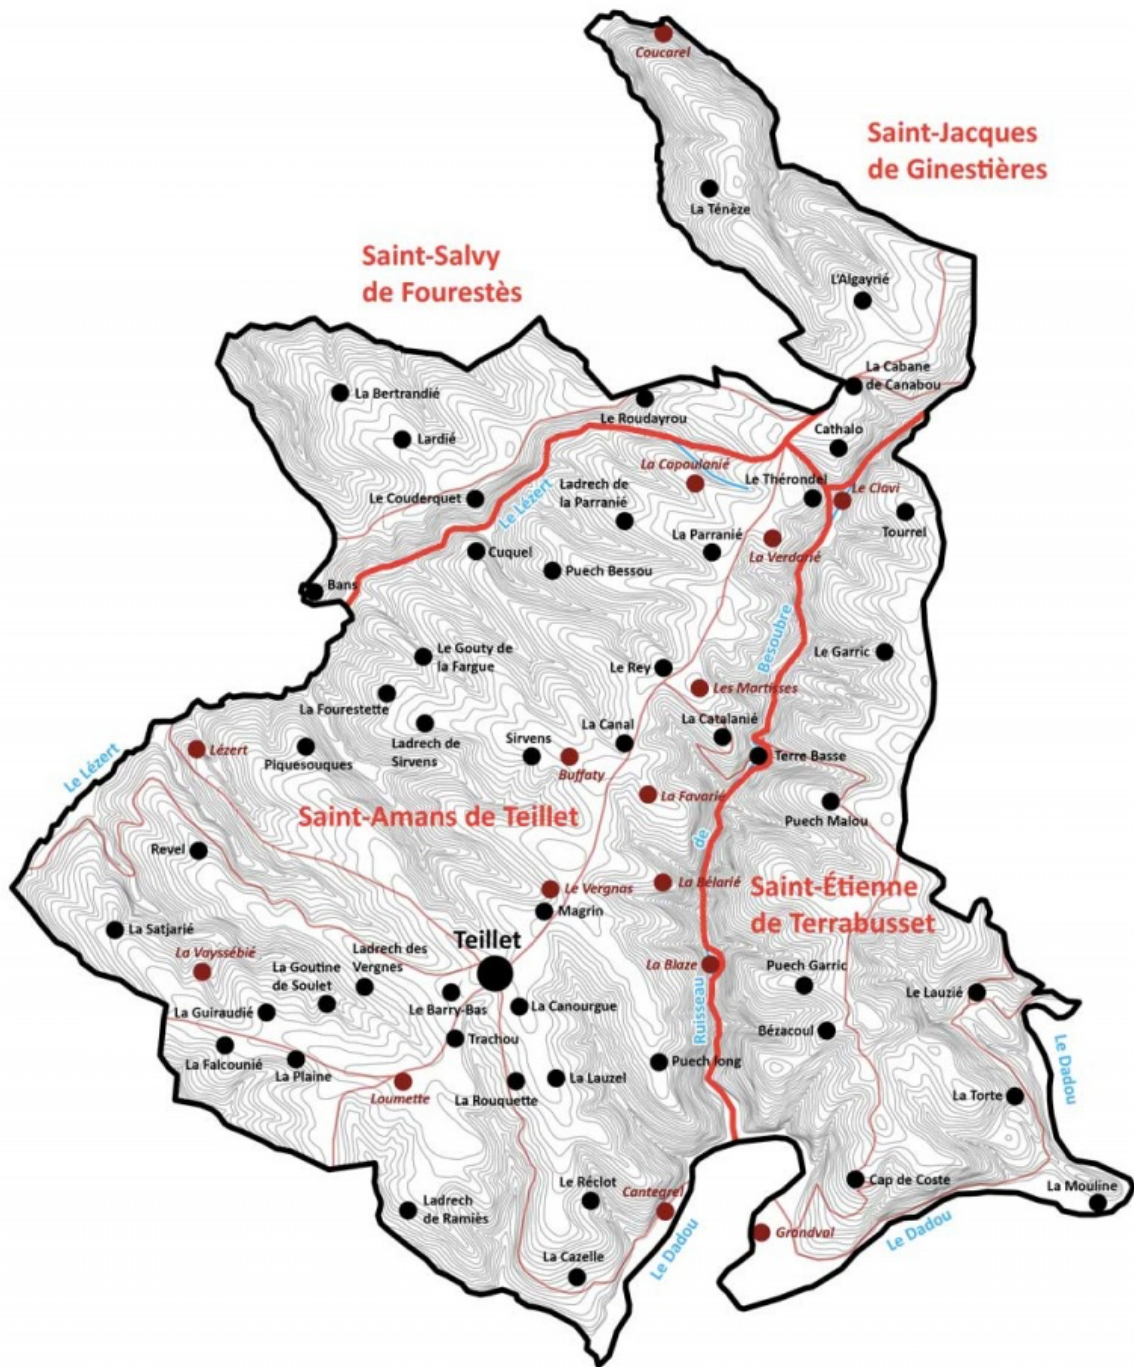 Coucarel
Saint-Jacques
de Ginestières
La Ténèze
Saint-Salvy
de Fourestès
L'Algayrié
La Cabane
de Canabou
La Bertrandié
Le Roudayrou
Lardié
Cathalo
La Capoulanié
Ladrech de
la Parranié
Le Thérondel
Le Clavi
Le Couderquet
Le Lézert
Tourrel
La Parranié
La Verdarié
Cuquel
Puech Bessou
Bans
Besoubre
Le Gouty de
la Fargue
Le Garric
Le Rey
La Fourestette
Les Martisses
La Canal
La Catalanié
Ladrech de
Sirvens
Sirvens
Lézert
Piquesouques
Buffaty
Terre Basse
Le Lézert
La Favarié
Saint-Amans de Teillet
Puech Malou
de
Revel
La Bélarié
Saint-Étienne
de Terrabusset
Le Vergnas
Magrin
La Satjarié
Teillet
La Vayssébié
Ladrech des
Vergnes
La Goutine
de Soulet
La Blaze
Puech Garric
Le Lauzié
La Guiraudié
Le Barry-Bas
La Canourgue
Ruisseau
Bézacoul
Trachou
La Falcounié
La Plaine
Puech long
Le Dadou
La Lauzel
Loumette
La Rouquette
La Torte
Le Réclot
Cantegrel
Cap de Coste
La Mouline
Ladrech
de Ramiès
Le Dadou
Grandval
Le Dadou
La Cazelle